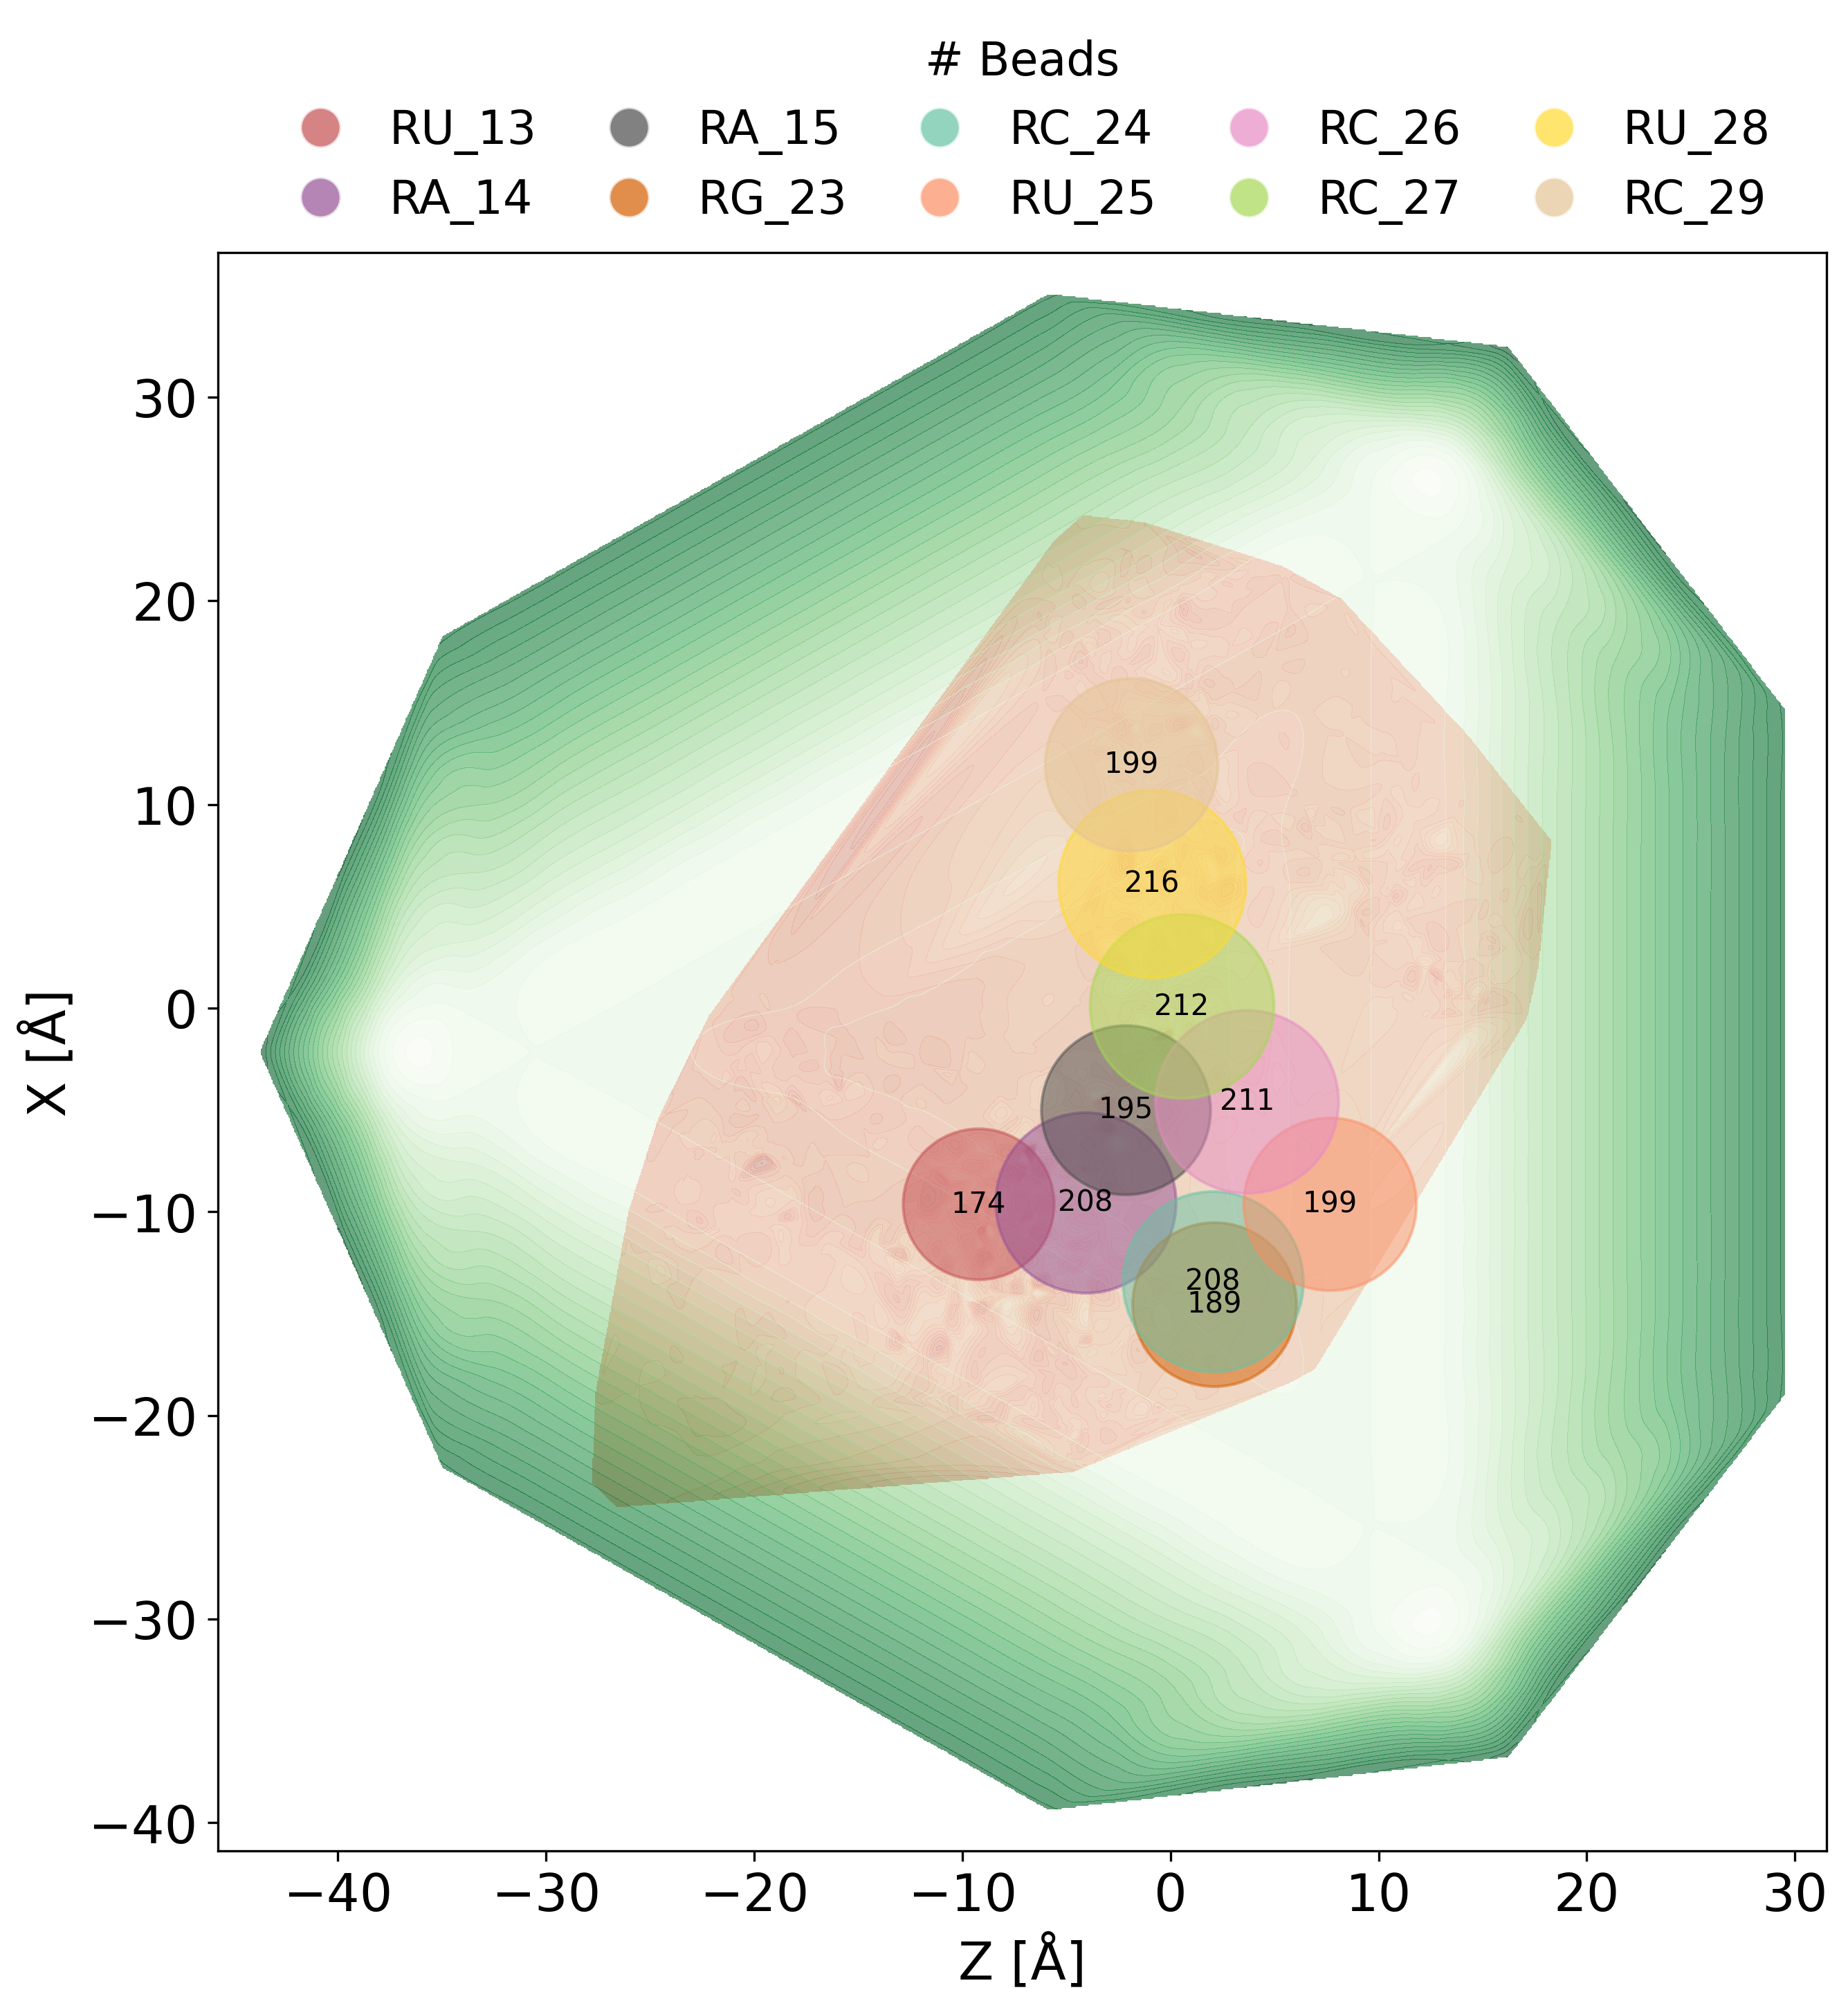 # Beads
RU_13 RA_15 RC_24 RC_26 RU_28
RA_14 RG_23 RU_25 RC_27 RC_29
30
20
10
0
−10
−20
−30
−40
X [Å]
199
216
212
211
195
174 208 199
208
189
−40 −30 −20 −10 0 10 20 30
Z [Å]